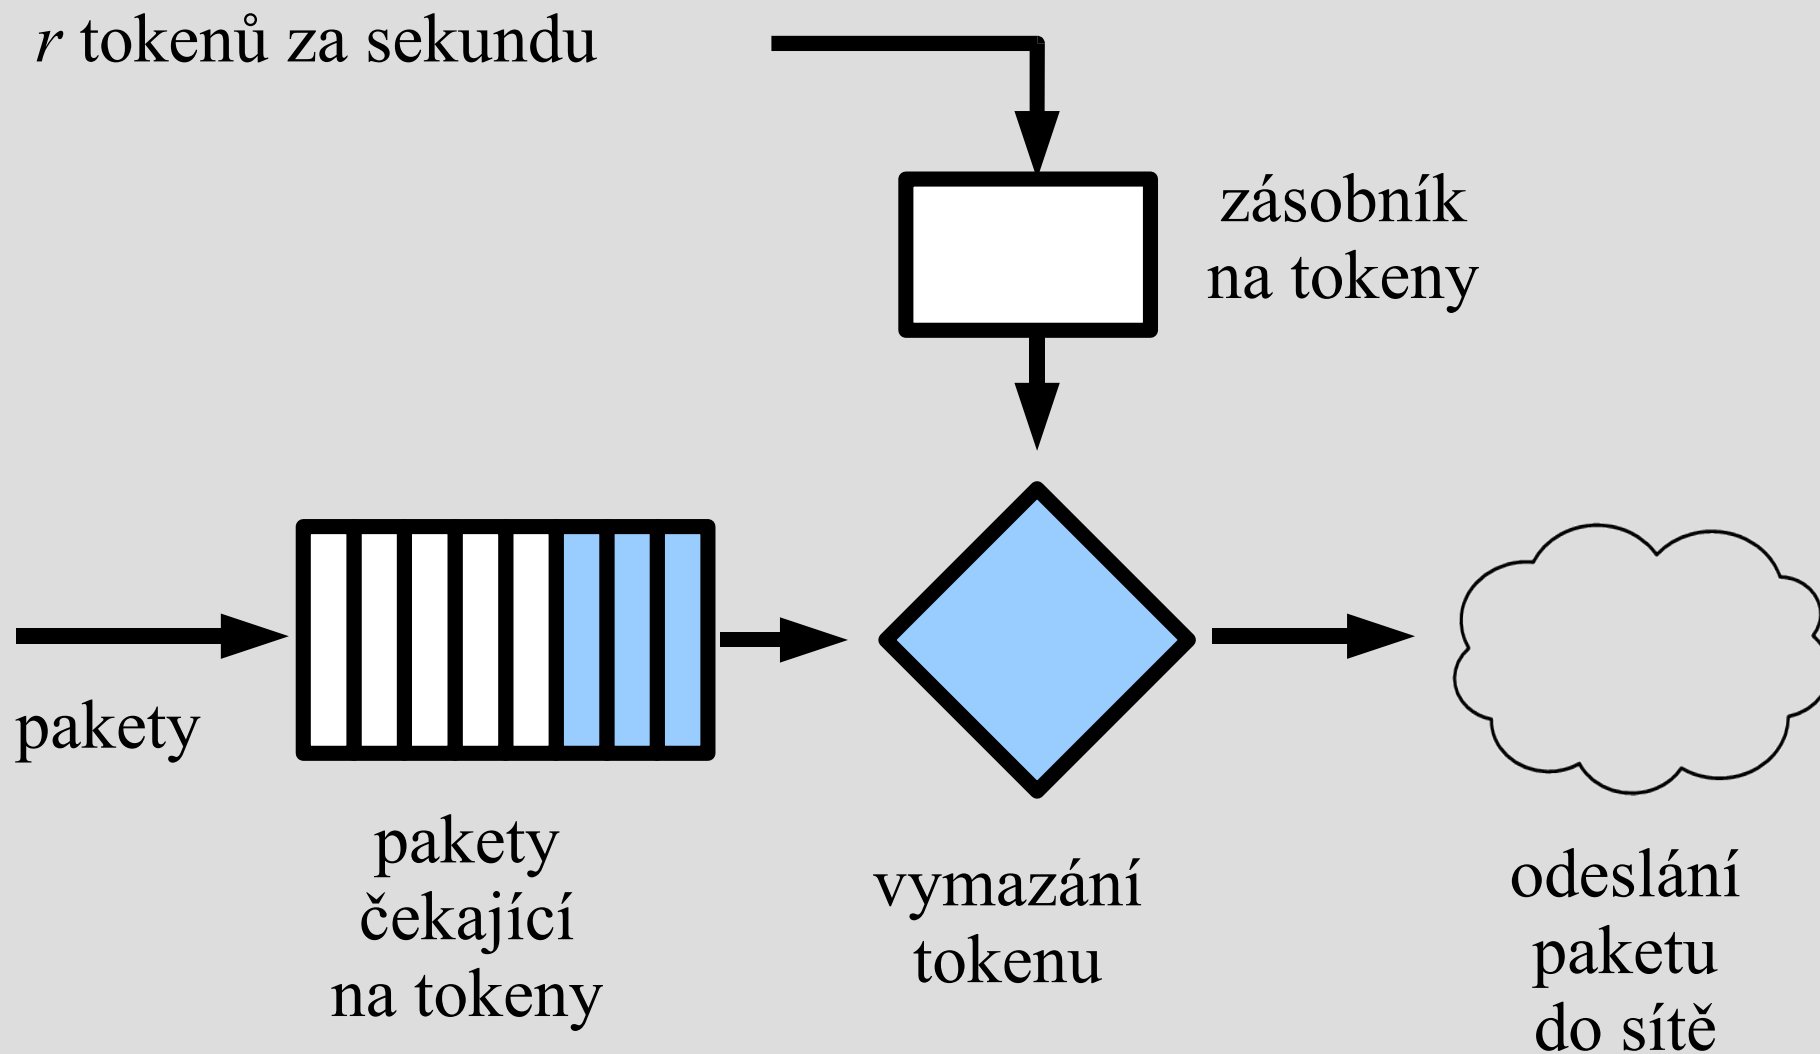 r tokenů za sekundu
zásobník
na tokeny
pakety
pakety
čekající
na tokeny
vymazání
tokenu
odeslání
paketu
do sítě